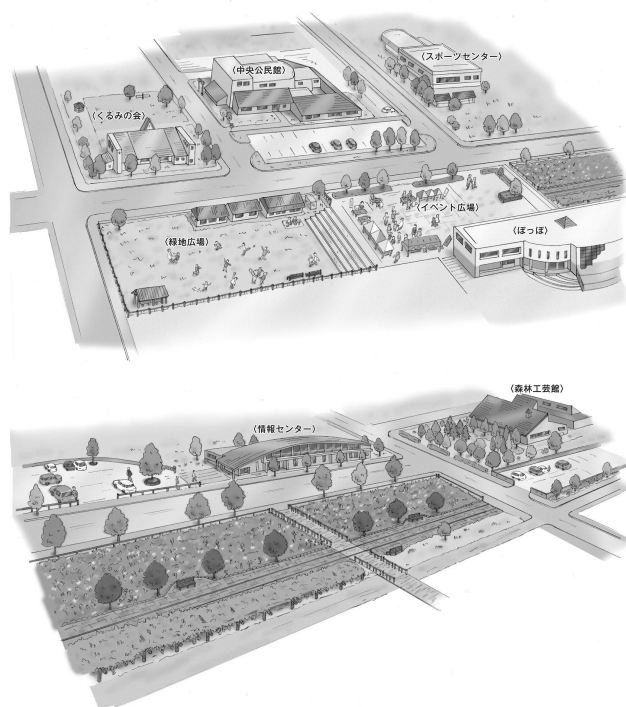 〈スポーツセンター〉
〈中央公民館〉
〈くるみの会〉
〈イベント広場〉
〈ぽっぽ〉
〈緑地広場〉
〈森林工芸館〉
〈情報センター〉